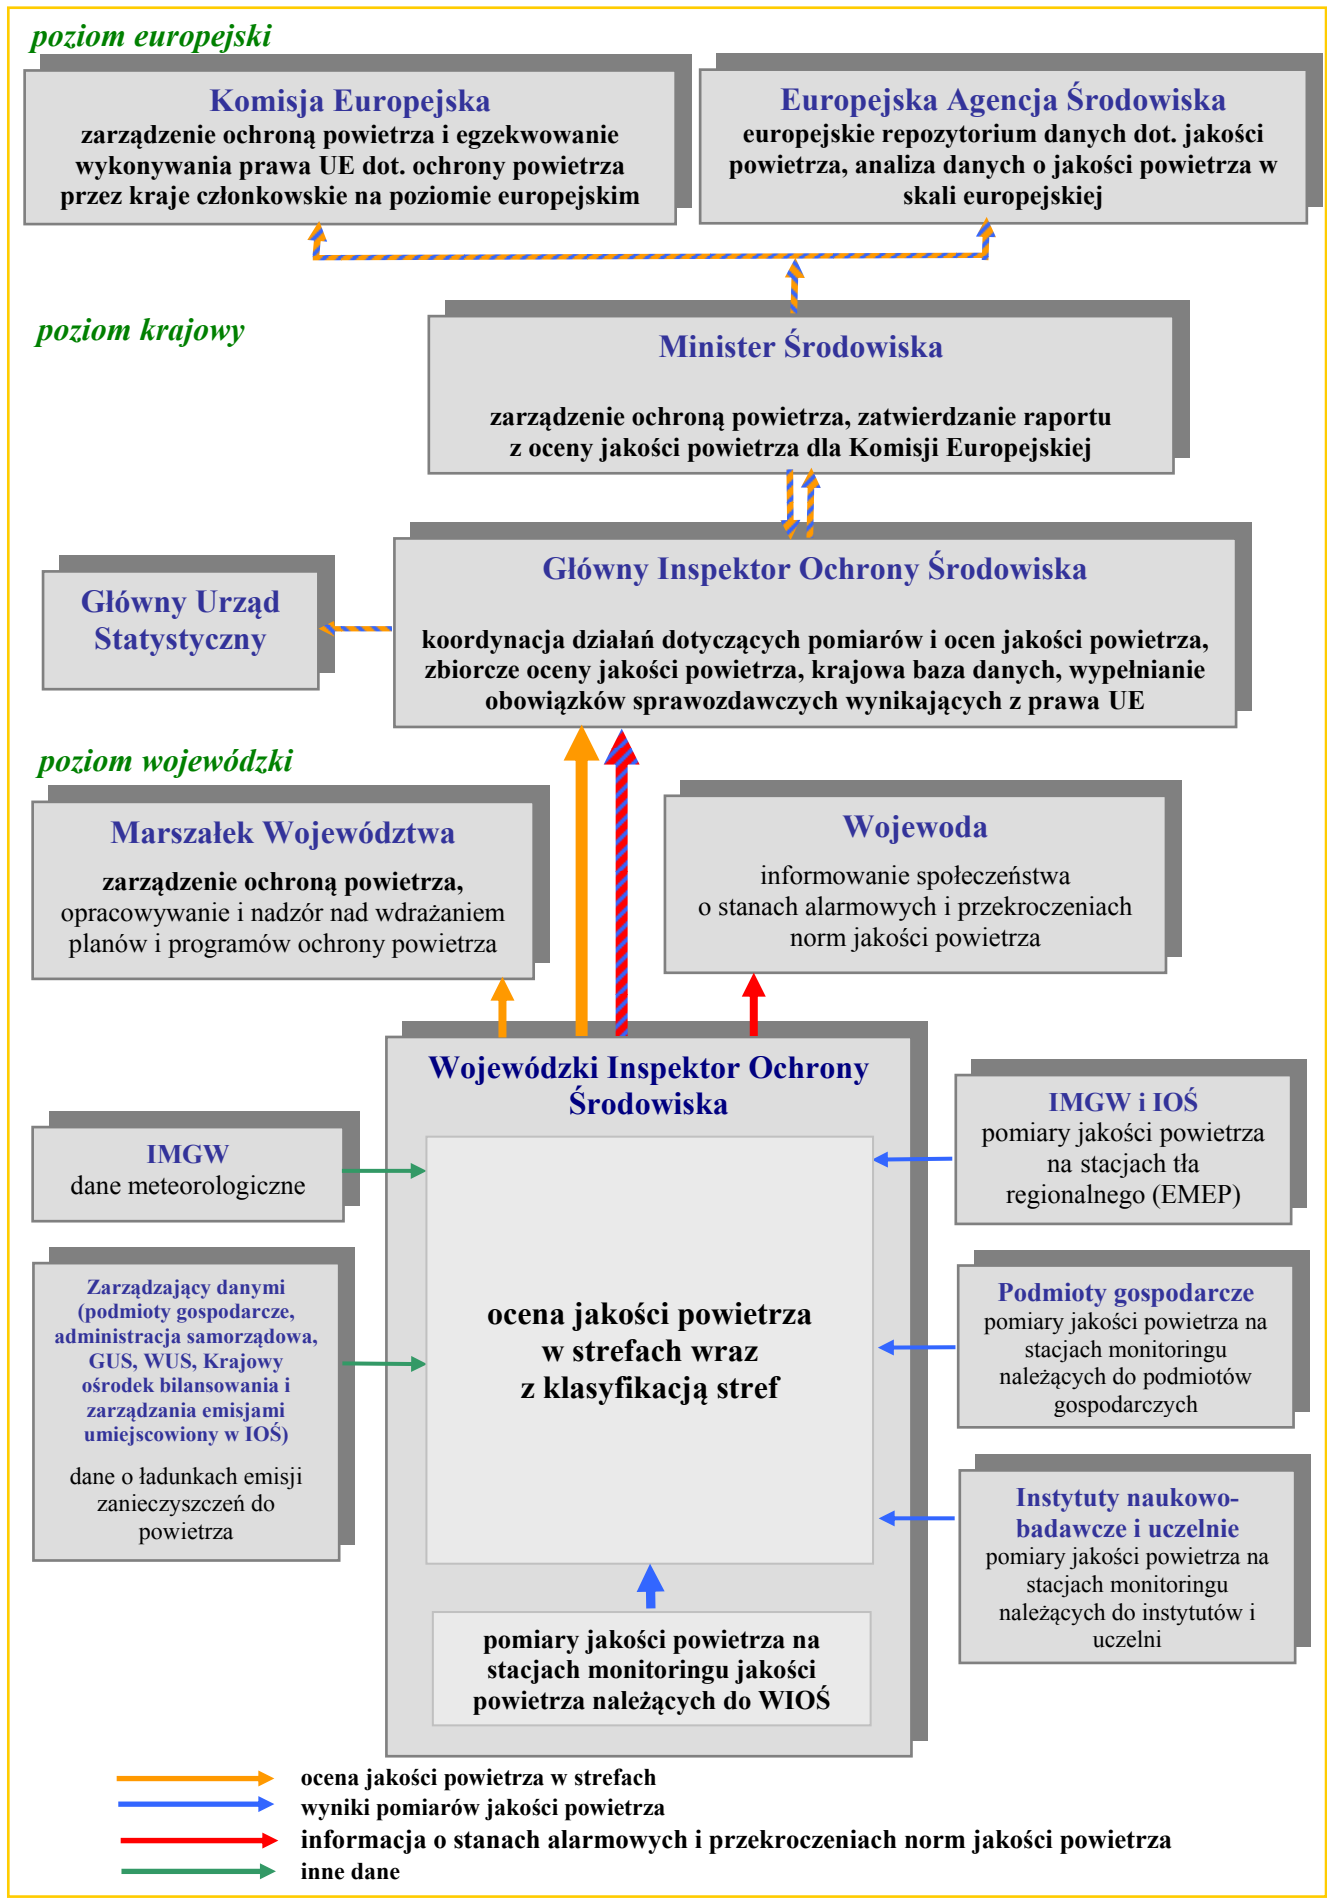 poziom europejski
Komisja Europejska
zarządzenie ochroną powietrza i egzekwowanie
wykonywania prawa UE dot. ochrony powietrza
przez kraje członkowskie na poziomie europejskim
Europejska Agencja Środowiska
europejskie repozytorium danych dot. jakości
powietrza, analiza danych o jakości powietrza w
skali europejskiej
poziom krajowy
Minister Środowiska
zarządzenie ochroną powietrza, zatwierdzanie raportu
z oceny jakości powietrza dla Komisji Europejskiej
Główny Inspektor Ochrony Środowiska
koordynacja działań dotyczących pomiarów i ocen jakości powietrza,
zbiorcze oceny jakości powietrza, krajowa baza danych, wypełnianie
obowiązków sprawozdawczych wynikających z prawa UE
Główny Urząd
Statystyczny
poziom wojewódzki
Marszałek Województwa
zarządzenie ochroną powietrza,
opracowywanie i nadzór nad wdrażaniem
planów i programów ochrony powietrza
Wojewoda
informowanie społeczeństwa
o stanach alarmowych i przekroczeniach
norm jakości powietrza
Wojewódzki Inspektor Ochrony
Środowiska
IMGW
dane meteorologiczne
Zarządzający danymi
(podmioty gospodarcze,
administracja samorządowa,
GUS, WUS, Krajowy
ośrodek bilansowania i
zarządzania emisjami
umiejscowiony w IOŚ)
dane o ładunkach emisji
zanieczyszczeń do
powietrza
ocena jakości powietrza
w strefach wraz
z klasyfikacją stref
pomiary jakości powietrza na
stacjach monitoringu jakości
powietrza należących do WIOŚ
IMGW i IOŚ
pomiary jakości powietrza
na stacjach tła
regionalnego (EMEP)
Podmioty gospodarcze
pomiary jakości powietrza na
stacjach monitoringu
należących do podmiotów
gospodarczych
Instytuty naukowo-
badawcze i uczelnie
pomiary jakości powietrza na
stacjach monitoringu
należących do instytutów i
uczelni
ocena jakości powietrza w strefach
wyniki pomiarów jakości powietrza
informacja o stanach alarmowych i przekroczeniach norm jakości powietrza
inne dane